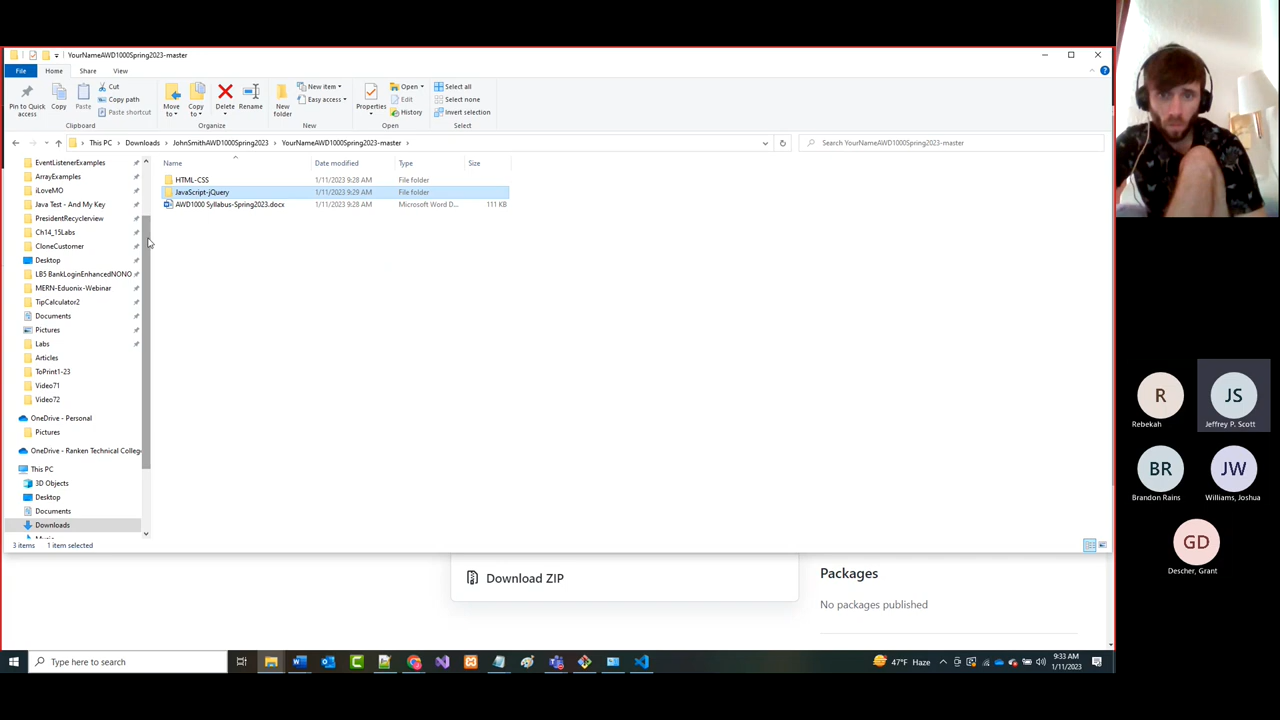 YourNameAWD1000Spring2023-master
File Home Share View
Pin to Quick access
Copy
Paste
Cut
Copy path
Paste shortcut
Clipboard
Move to
Copy to
Delete
Rename
Organize
New folder
New item
Easy access
New
Properties
Open
Edit
History
Open
Select all
Select none
Invert selection
Select
This PC > Downloads > JohnSmithAWD1000Spring2023 > YourNameAWD1000Spring2023-master >
Search YourNameAWD1000Spring2023-master
Name Date modified Type Size
HTML-CSS 1/11/2023 9:28 AM File folder
JavaScript-jQuery 1/11/2023 9:29 AM File folder
AWD1000 Syllabus-Spring2023.docx 1/11/2023 9:28 AM Microsoft Word D... 111 KB
EventListenerExamples
ArrayExamples
iLoveMO
Java Test - And My Key
PresidentRecyclerview
Ch14_15Labs
CloneCustomer
Desktop
LB5 BankLoginEnhancedNONO
MERN-Eduonix-Webinar
TipCalculator2
Documents
Pictures
Labs
Articles
ToPrint1-23
Video71
Video72
OneDrive - Personal
Pictures
OneDrive - Ranken Technical College
This PC
3D Objects
Desktop
Documents
Downloads
3 items 1 item selected
Download ZIP
Packages
No packages published
Type here to search
47°F Haze
9:33 AM
1/11/2023
R
Rebekah
JS
Jeffrey P. Scott
BR
Brandon Rains
JW
Williams, Joshua
GD
Descher, Grant